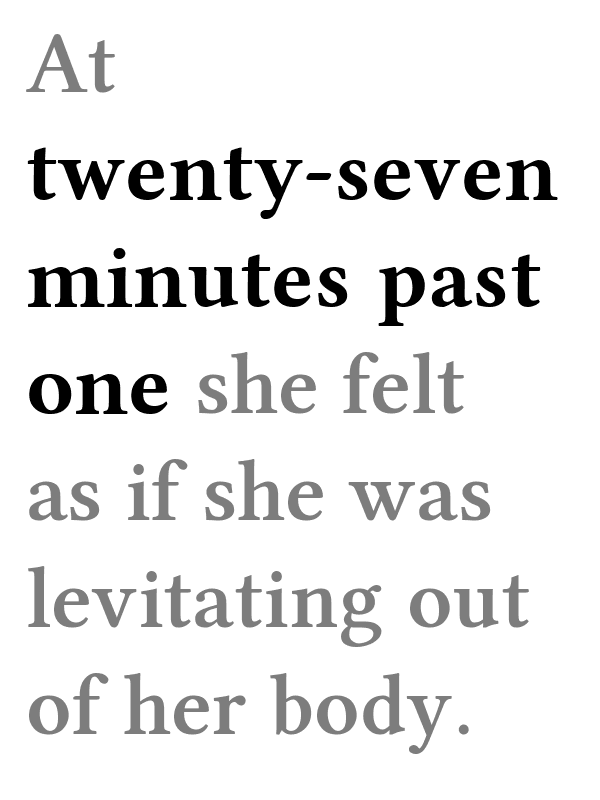 At
twenty-seven
minutes past
one she felt
as if she was
levitating out
of her body.